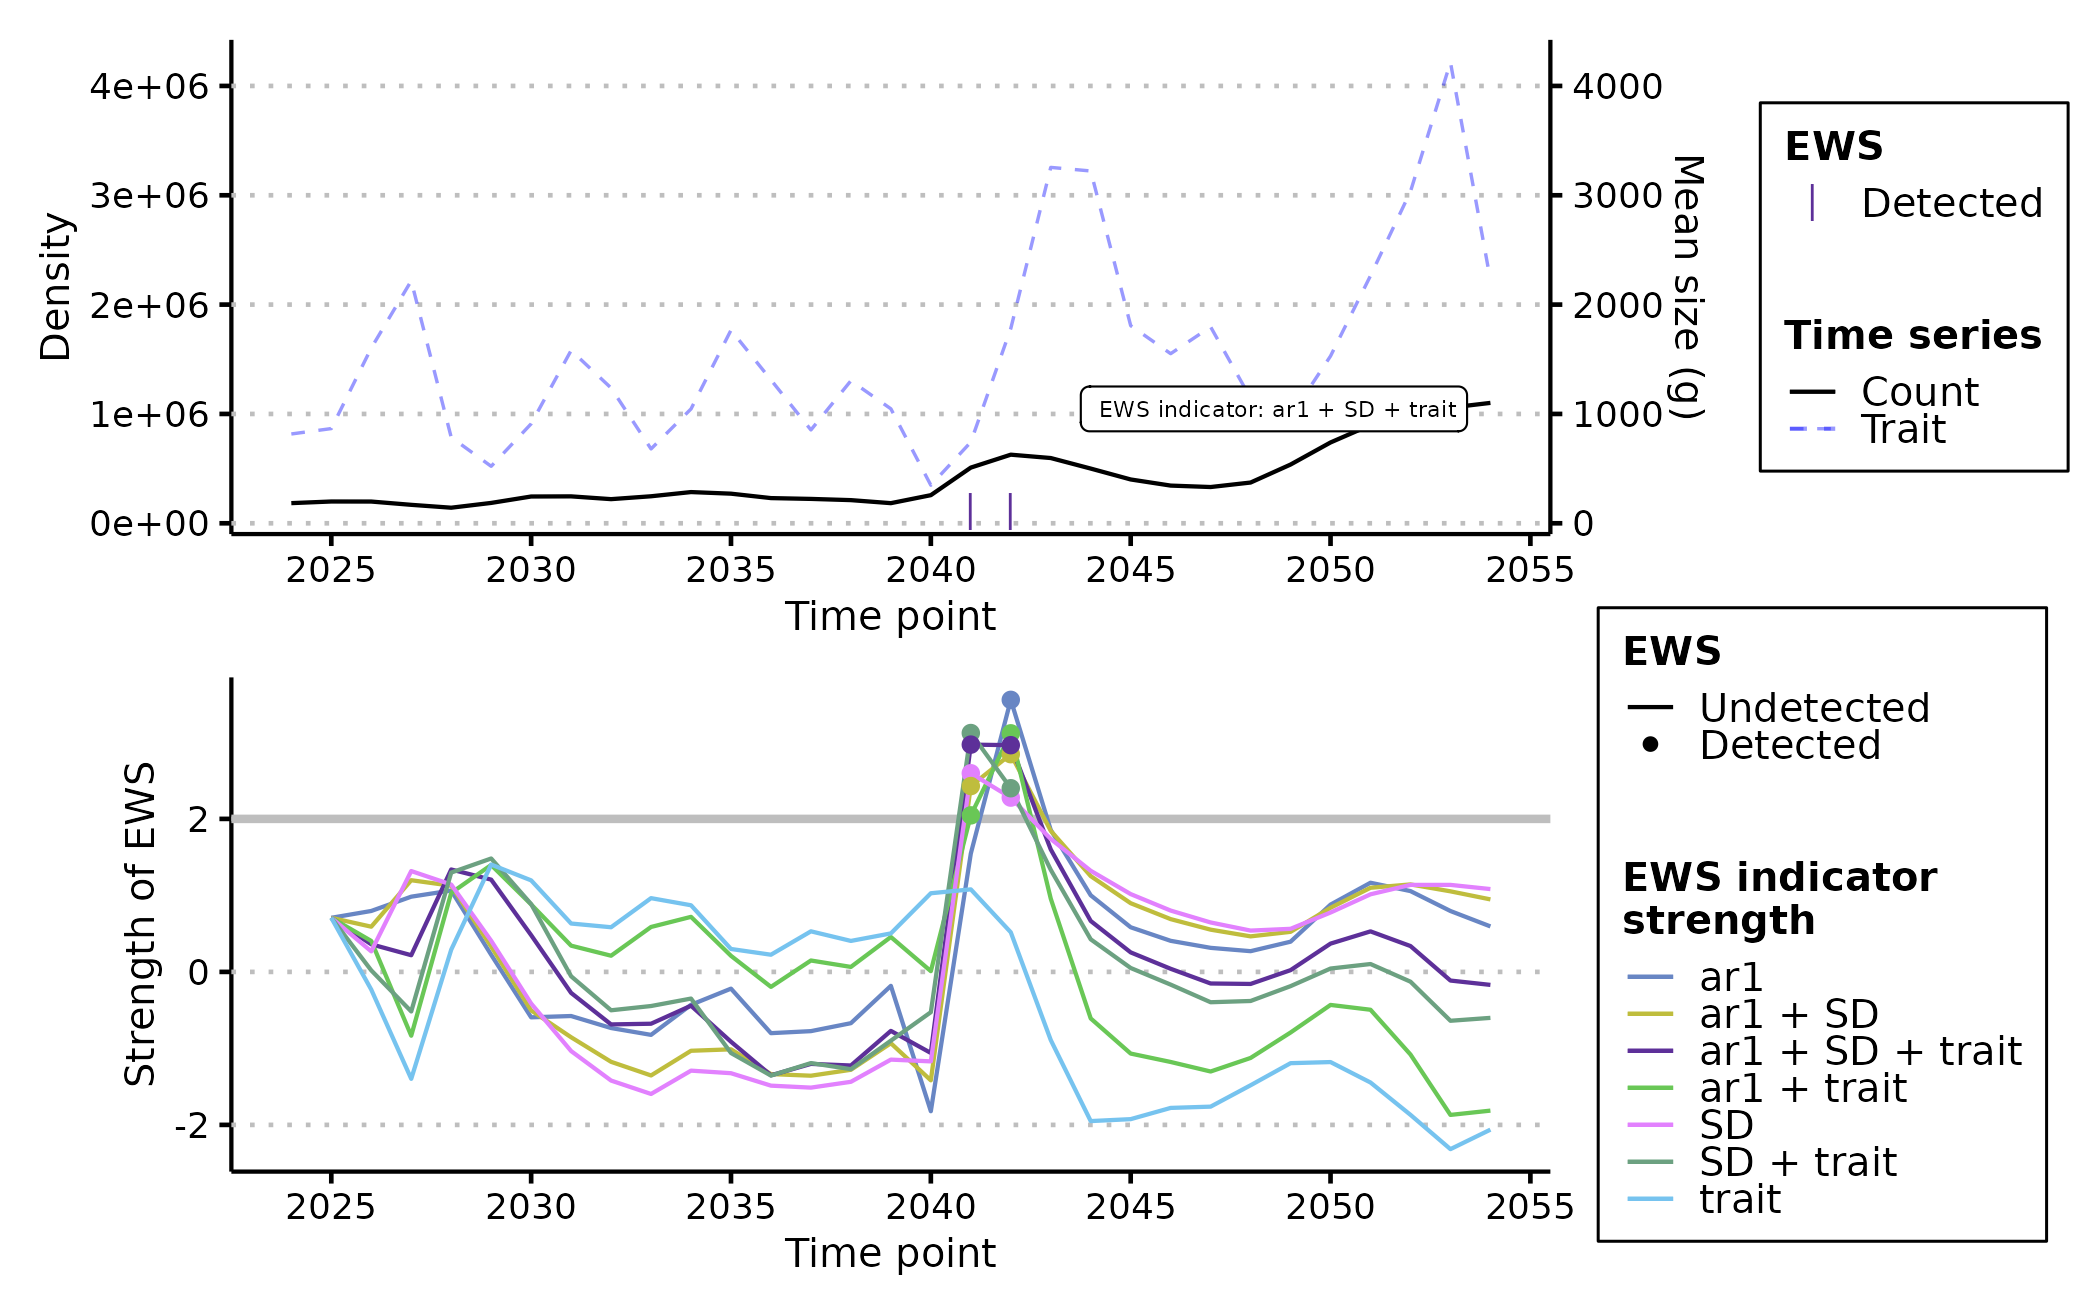 4e+06
3e+06
2e+06
1e+06
0e+00
Density
4000
3000
2000
1000
0
Mean size (g)
EWS indicator: ar1 + SD + trait
2025 2030 2035 2040 2045 2050 2055
Time point
EWS
Detected
Time series
Count
Trait
2
0
-2
Strength of EWS
2025 2030 2035 2040 2045 2050 2055
Time point
EWS
Undetected
Detected
EWS indicator
strength
ar1
ar1 + SD
ar1 + SD + trait
ar1 + trait
SD
SD + trait
trait